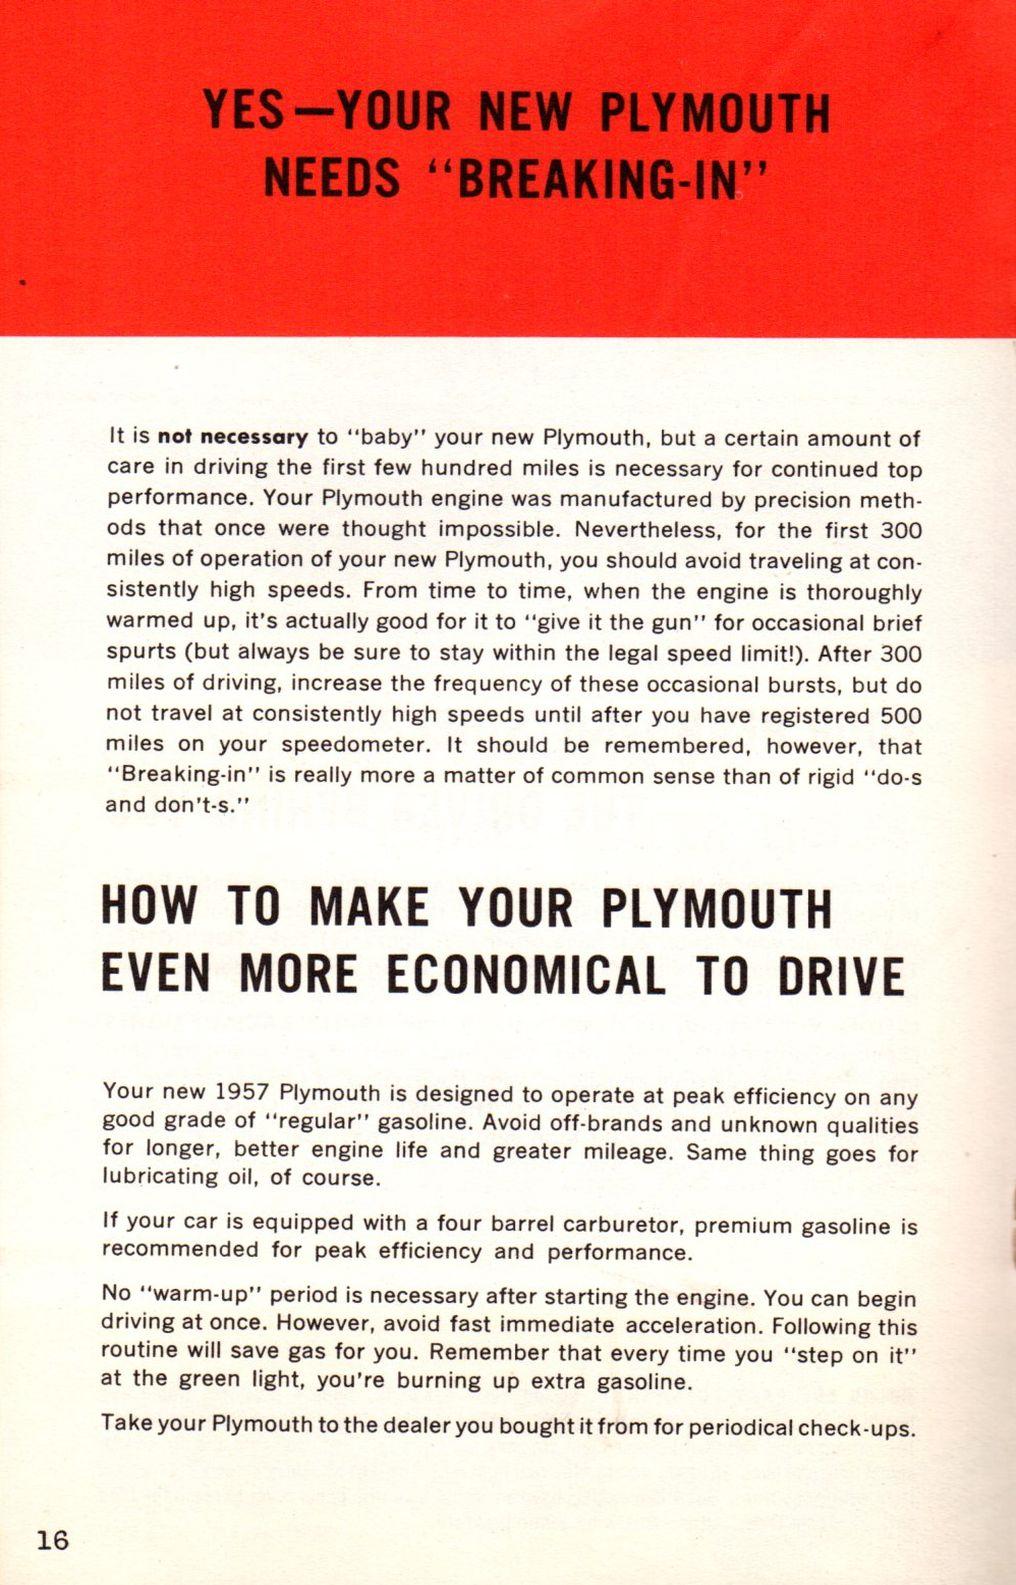 YES—YOUR NEW PLYMOUTH
NEEDS "BREAKING-IN"
It is not necessary to "baby" your new Plymouth, but a certain amount of
care in driving the first few hundred miles is necessary for continued top
performance. Your Plymouth engine was manufactured by precision meth-
ods that once were thought impossible. Nevertheless, for the first 300
miles of operation of your new Plymouth, you should avoid traveling at con-
sistently high speeds. From time to time, when the engine is thoroughly
warmed up, it's actually good for it to "give it the gun" for occasional brief
spurts (but always be sure to stay within the legal speed limit!). After 300
miles of driving, increase the frequency of these occasional bursts, but do
not travel at consistently high speeds until after you have registered 500
miles on your speedometer. It should be remembered, however, that
"Breaking-in" is really more a matter of common sense than of rigid "do-s
and don't-s."
HOW TO MAKE YOUR PLYMOUTH
EVEN MORE ECONOMICAL TO DRIVE
Your new 1957 Plymouth is designed to operate at peak efficiency on any
good grade of "regular" gasoline. Avoid off-brands and unknown qualities
for longer, better engine life and greater mileage. Same thing goes for
lubricating oil, of course.
If your car is equipped with a four barrel carburetor, premium gasoline is
recommended for peak efficiency and performance.
No "warm-up" period is necessary after starting the engine. You can begin
driving at once. However, avoid fast immediate acceleration. Following this
routine will save gas for you. Remember that every time you "step on it"
at the green light, you're burning up extra gasoline.
Take your Plymouth to the dealer you bought it from for periodical check-ups.
16